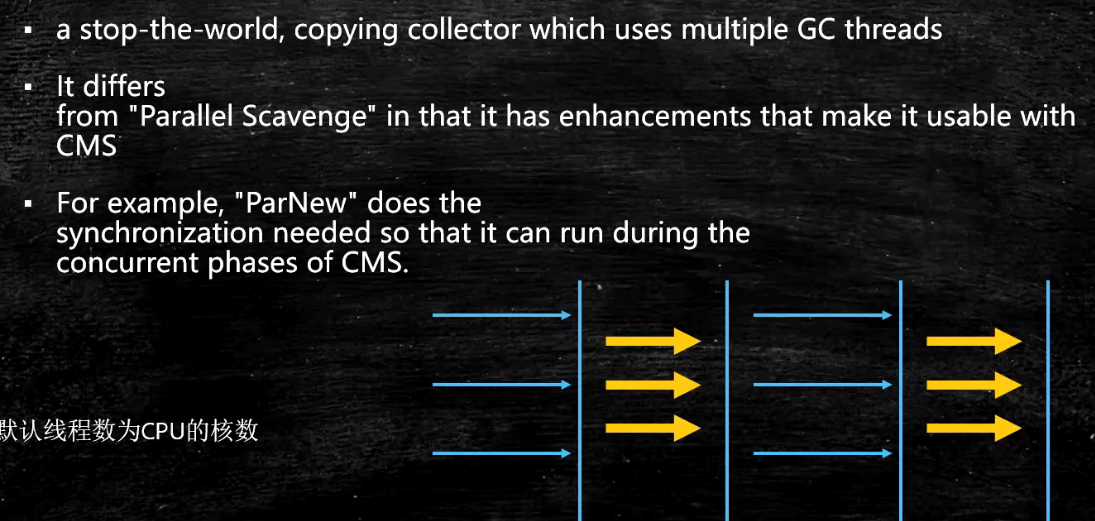 a stop-the-world, copying collector which uses multiple GC threads
It differs
from "Parallel Scavenge" in that it has enhancements that make it usable with
CMS
For example, "ParNew" does the
synchronization needed so that it can run during the
concurrent phases of CMS.
默认线程数为CPU的核数